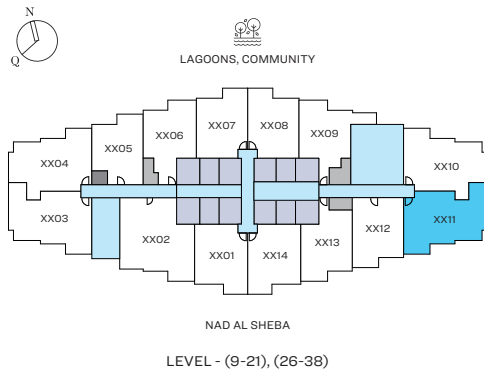 N
Q
LAGOONS, COMMUNITY
XX07 XX08
XX06 XX09
XX05
XX04 XX10
XX03 XX11
XX02 XX12
XX13
XX01 XX14
NAD AL SHEBA
LEVEL - (9-21), (26-38)